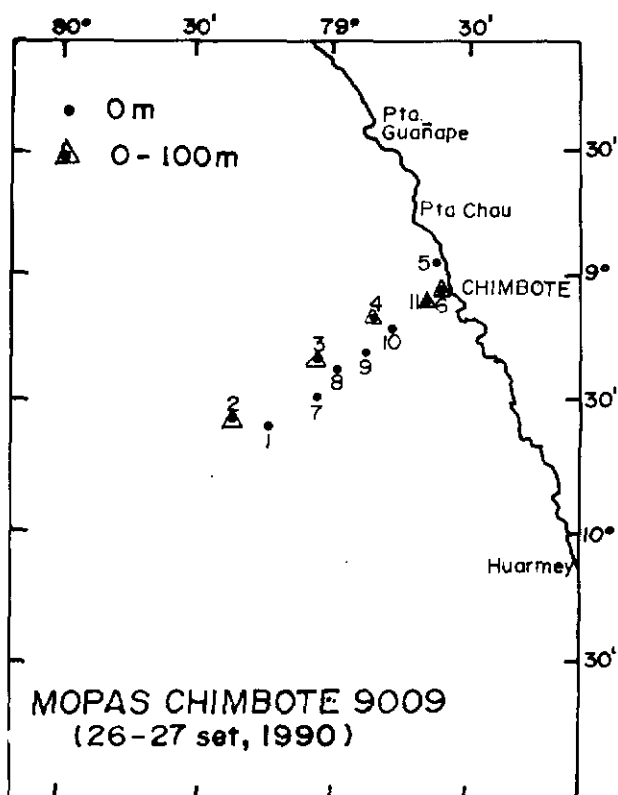 80° 30' 79° 30'
• 0 m
0-100m
Pta. Guañape
30'
Pta Chau
5
9°
CHIMBOTE
11 6
4
10
3
9
8
30'
2
7
1
10°
Huarmey
30'
MOPAS CHIMBOTE 9009
(26-27 set, 1990)